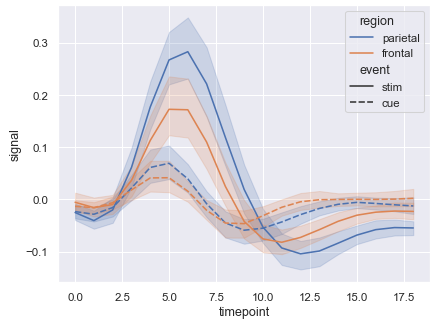 region
parietal
frontal
event
stim
cue
0.3
0.2
0.1
0.0
−0.1
signal
0.0 2.5 5.0 7.5 10.0 12.5 15.0 17.5
timepoint